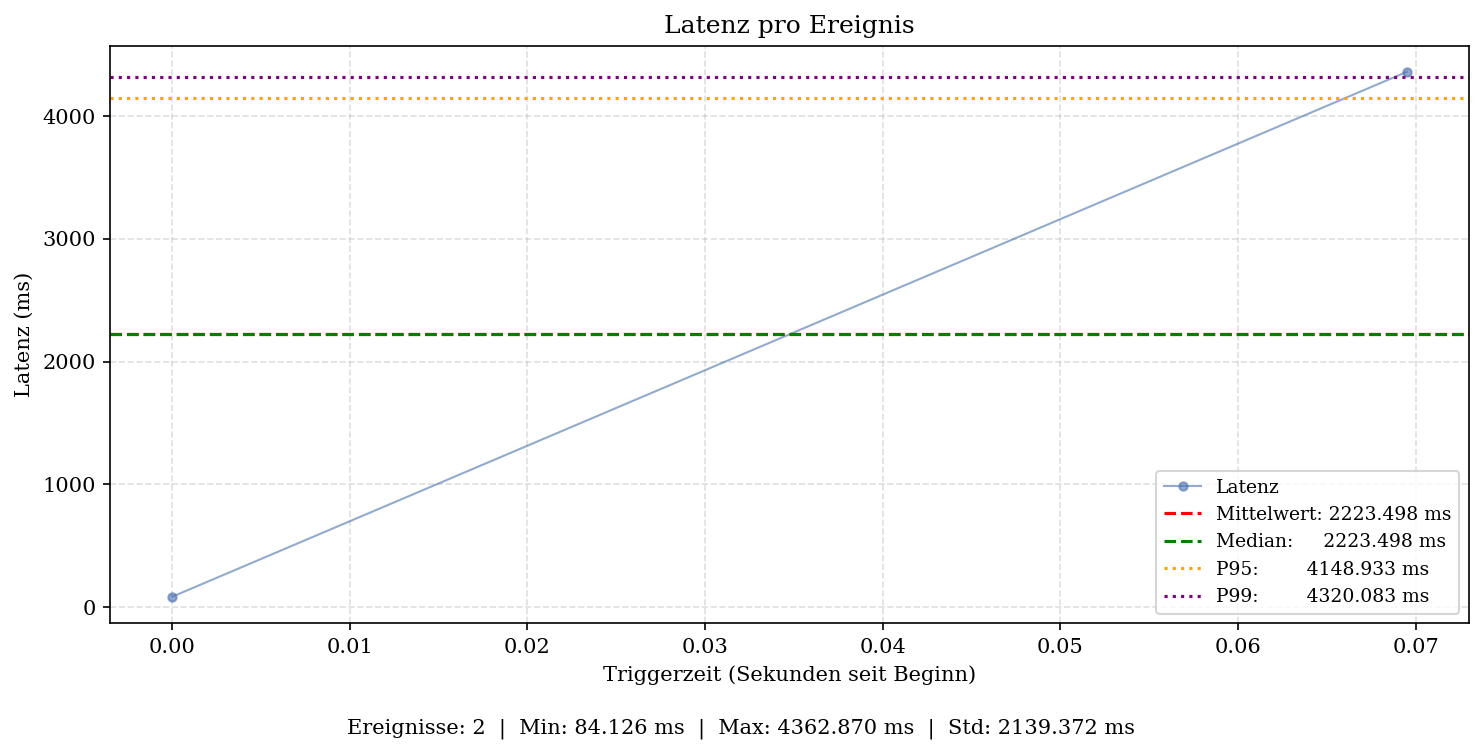 Latenz pro Ereignis
Latenz (ms)
4000
3000
2000
1000
0
Latenz
Mittelwert: 2223.498 ms
Median: 2223.498 ms
P95: 4148.933 ms
P99: 4320.083 ms
0.00 0.01 0.02 0.03 0.04 0.05 0.06 0.07
Triggerzeit (Sekunden seit Beginn)
Ereignisse: 2 | Min: 84.126 ms | Max: 4362.870 ms | Std: 2139.372 ms